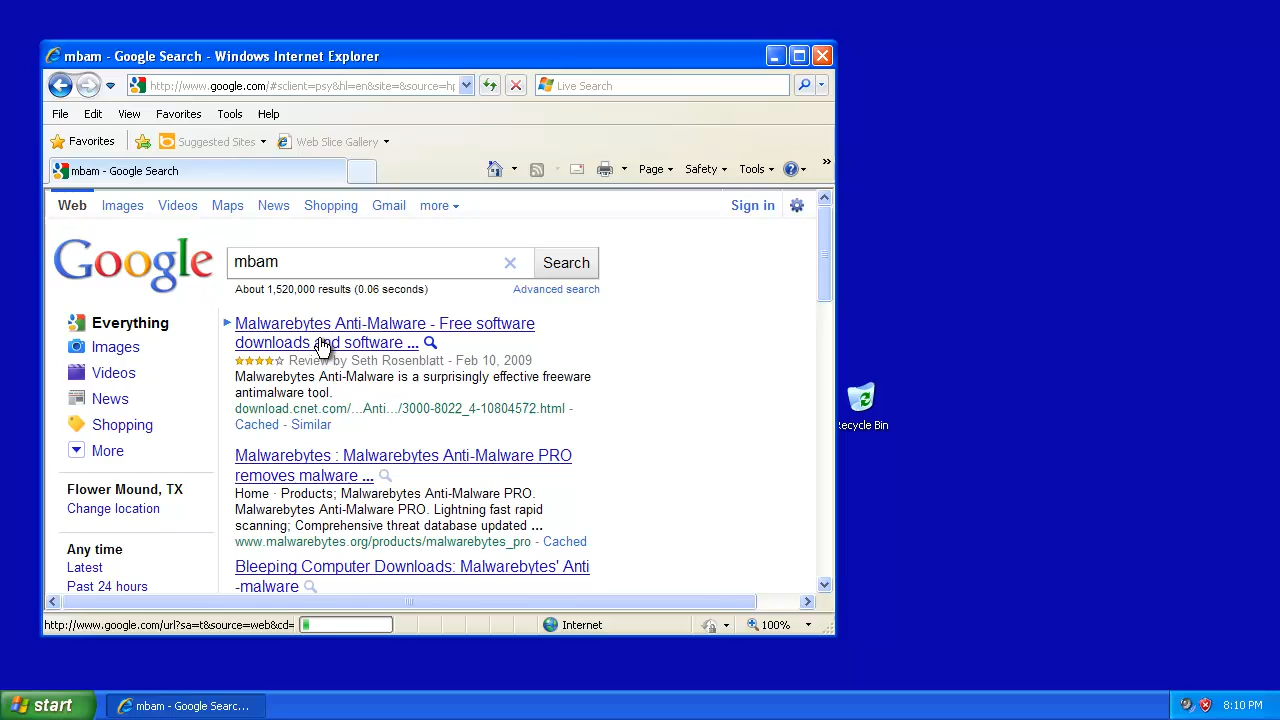 mbam - Google Search - Windows Internet Explorer
http://www.google.com/#sclient=psy&hl=en&site=&source=hp
Live Search
File Edit View Favorites Tools Help
Favorites Suggested Sites Web Slice Gallery
mbam - Google Search Page Safety Tools »
Web Images Videos Maps News Shopping Gmail more Sign in
Google mbam Search
About 1,520,000 results (0.06 seconds) Advanced search
Everything
Images
Videos
News
Shopping
More
Flower Mound, TX
Change location
Any time
Latest
Past 24 hours
Malwarebytes Anti-Malware - Free software
downloads and software ...
Review by Seth Rosenblatt - Feb 10, 2009
Malwarebytes Anti-Malware is a surprisingly effective freeware
antimalware tool.
download.cnet.com/...Anti.../3000-8022_4-10804572.html -
Cached - Similar
Malwarebytes : Malwarebytes Anti-Malware PRO
removes malware ...
Home · Products; Malwarebytes Anti-Malware PRO.
Malwarebytes Anti-Malware PRO. Lightning fast rapid
scanning; Comprehensive threat database updated ...
www.malwarebytes.org/products/malwarebytes_pro - Cached
Bleeping Computer Downloads: Malwarebytes' Anti
-malware
http://www.google.com/url?sa=t&source=web&cd= Internet 100%
Recycle Bin
start mbam - Google Searc... 8:10 PM